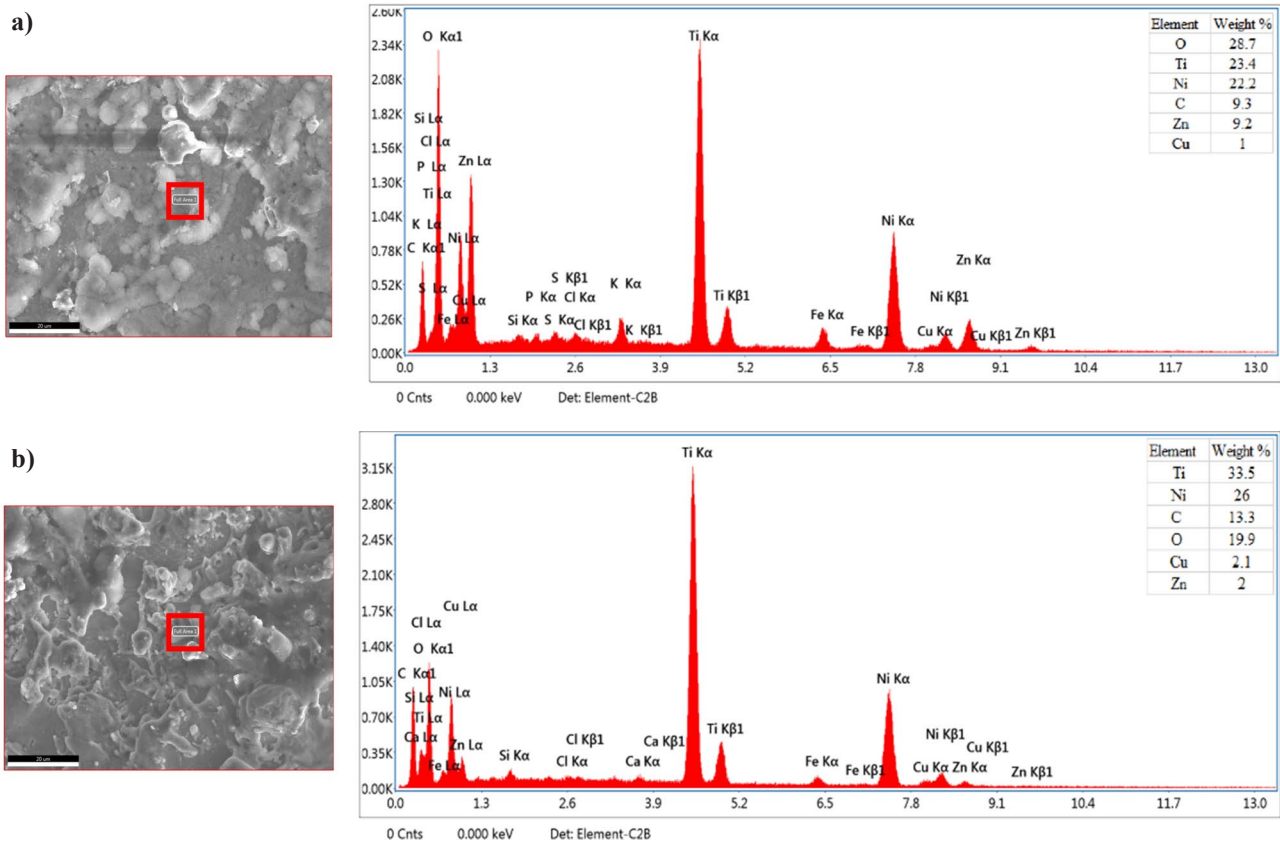 a)
Full Area 1
20 um
2.60K
2.34K
2.08K
1.82K
1.56K
1.30K
1.04K
0.78K
0.52K
0.26K
0.00K
O Kα1
Si Lα
Cl Lα
P Lα
Ti Lα
K Lα
C Kα1
S Lα
Fe Lα
Ni Lα
Cu Lα
Zn Lα
Si Kα
P Kα
S Kα
S Kβ1
Cl Kα
Cl Kβ1
K Kα
K Kβ1
Ti Kα
Ti Kβ1
Fe Kα
Fe Kβ1
Ni Kα
Cu Kα
Ni Kβ1
Zn Kα
Cu Kβ1
Zn Kβ1
0.0 1.3 2.6 3.9 5.2 6.5 7.8 9.1 10.4 11.7 13.0
0 Cnts 0.000 keV Det: Element-C2B
Element Weight %
O 28.7
Ti 23.4
Ni 22.2
C 9.3
Zn 9.2
Cu 1
b)
Full Area 1
20 um
3.15K
2.80K
2.45K
2.10K
1.75K
1.40K
1.05K
0.70K
0.35K
0.00K
Cu Lα
Cl Lα
O Kα1
C Kα1
Si Lα
Ni Lα
Ti Lα
Ca Lα
Zn Lα
Fe Lα
Si Kα
Cl Kβ1
Cl Kα
Ca Kβ1
Ca Kα
Ti Kα
Ti Kβ1
Fe Kα
Fe Kβ1
Ni Kα
Ni Kβ1
Cu Kβ1
Cu Kα
Zn Kα
Zn Kβ1
0.0 1.3 2.6 3.9 5.2 6.5 7.8 9.1 10.4 11.7 13.0
0 Cnts 0.000 keV Det: Element-C2B
Element Weight %
Ti 33.5
Ni 26
C 13.3
O 19.9
Cu 2.1
Zn 2